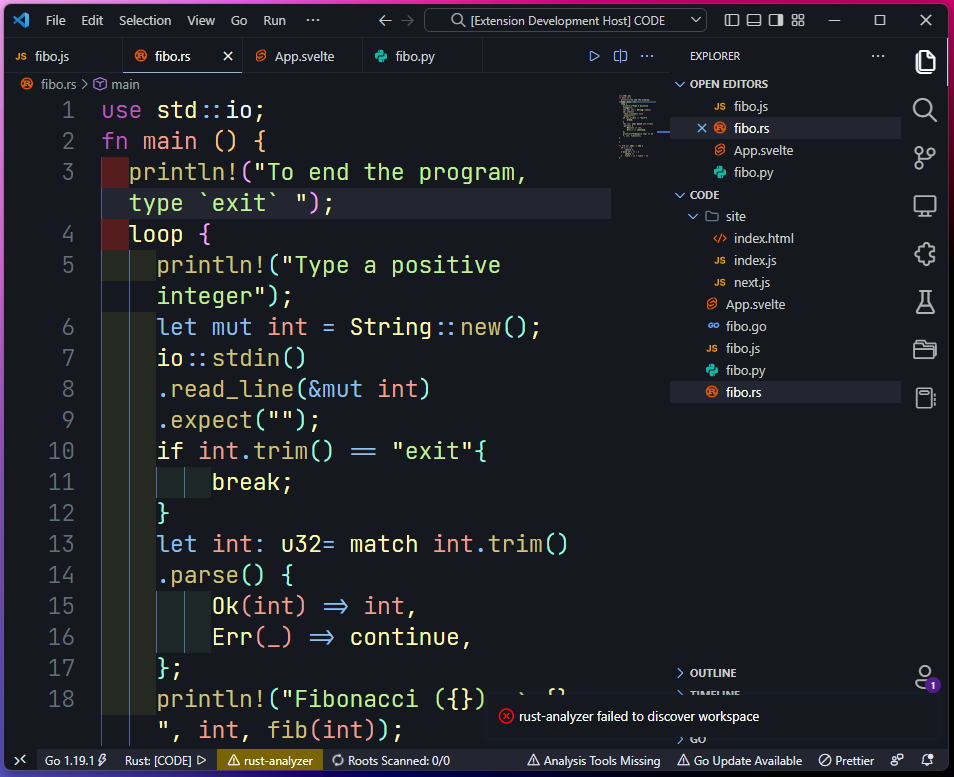 File Edit Selection View Go Run ··· [Extension Development Host] CODE
JS fibo.js
fibo.rs
App.svelte
fibo.py
fibo.rs > main
1 use std::io;
2 fn main () {
3 println!("To end the program,
type `exit` ");
4 loop {
5 println!("Type a positive
integer");
6 let mut int = String::new();
7 io::stdin()
8 .read_line(&mut int)
9 .expect("");
10 if int.trim() == "exit"{
11 break;
12 }
13 let int: u32= match int.trim()
14 .parse() {
15 Ok(int) => int,
16 Err(_) => continue,
17 };
18 println!("Fibonacci ({}) ` {}
", int, fib(int));
EXPLORER ···
OPEN EDITORS
JS fibo.js
fibo.rs
App.svelte
fibo.py
CODE
site
index.html
JS index.js
JS next.js
App.svelte
GO fibo.go
JS fibo.js
fibo.py
fibo.rs
OUTLINE
TIMELINE
GO
1
rust-analyzer failed to discover workspace
Go 1.19.1 Rust: [CODE] rust-analyzer Roots Scanned: 0/0 Analysis Tools Missing Go Update Available Prettier